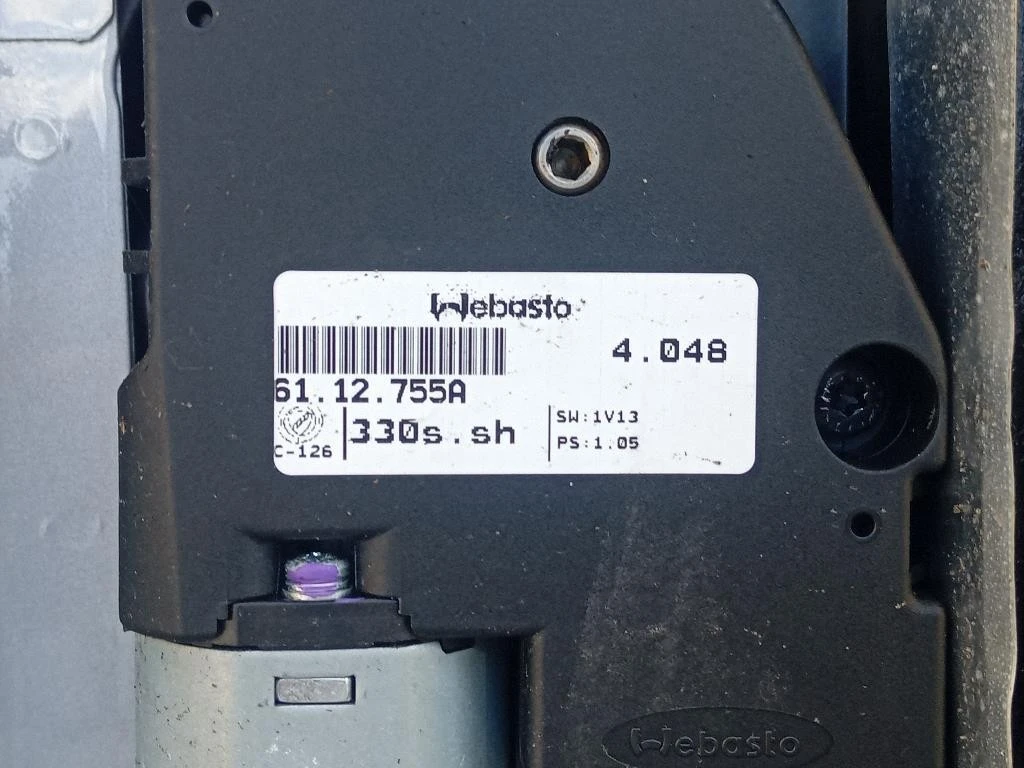 Webasto
4.048
61.12.755A
330s.sh
SW:1V13
PS:1.05
C-126
Webasto